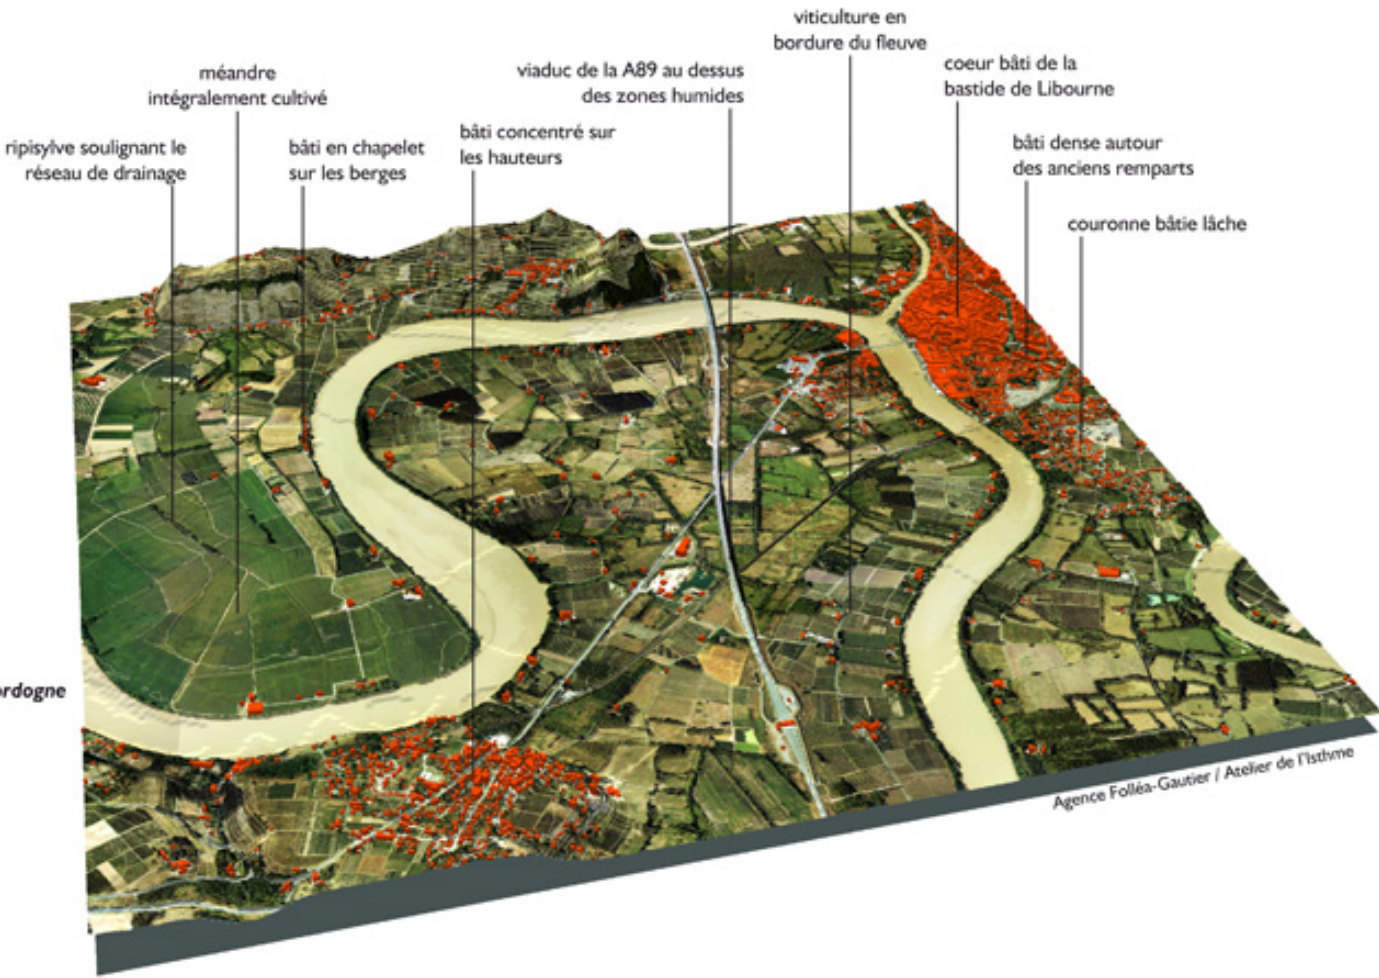 viticulture en
bordure du fleuve
viaduc de la A89 au dessus
des zones humides
coeur bâti de la
bastide de Libourne
méandre
intégralement cultivé
bâti concentré sur
les hauteurs
ripisylve soulignant le
réseau de drainage
bâti en chapelet
sur les berges
bâti dense autour
des anciens remparts
couronne bâtie lâche
ordogne
Agence Folléa-Gautier / Atelier de l'Isthme